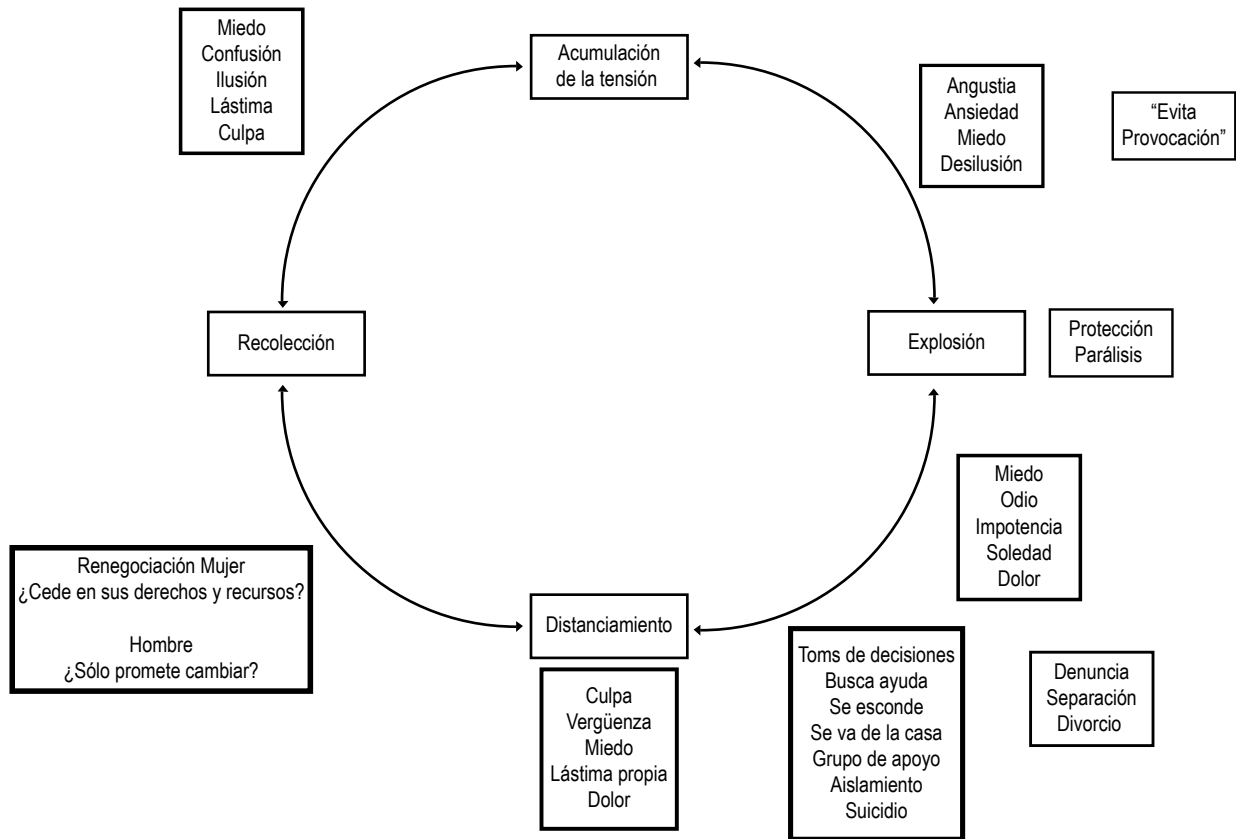 Miedo
Confusión
Ilusión
Lástima
Culpa
Acumulación
de la tensión
Angustia
Ansiedad
Miedo
Desilusión
“Evita
Provocación”
Recolección
Explosión
Protección
Parálisis
Miedo
Odio
Impotencia
Soledad
Dolor
Renegociación Mujer
¿Cede en sus derechos y recursos?
Hombre
¿Sólo promete cambiar?
Distanciamiento
Culpa
Vergüenza
Miedo
Lástima propia
Dolor
Toms de decisiones
Busca ayuda
Se esconde
Se va de la casa
Grupo de apoyo
Aislamiento
Suicidio
Denuncia
Separación
Divorcio